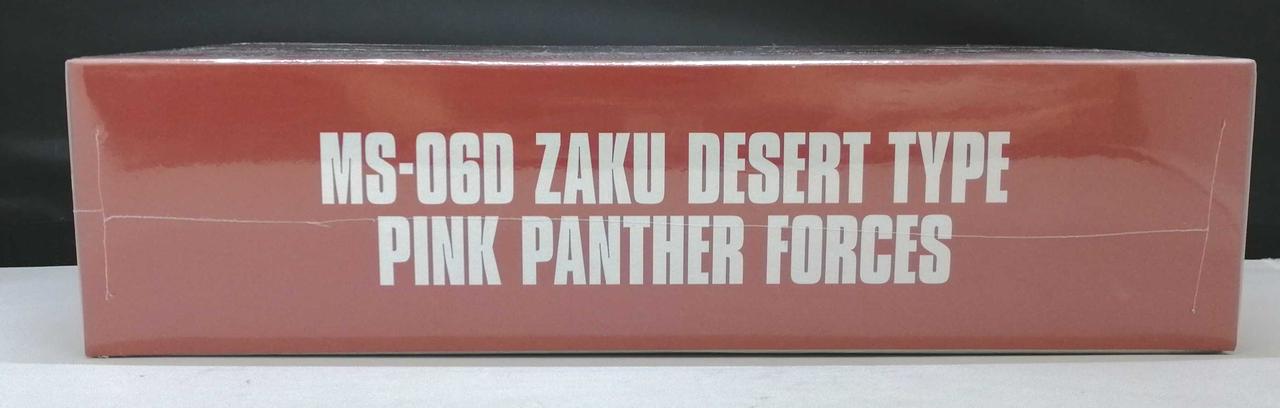 MS-06D ZAKU DESERT TYPE
PINK PANTHER FORCES